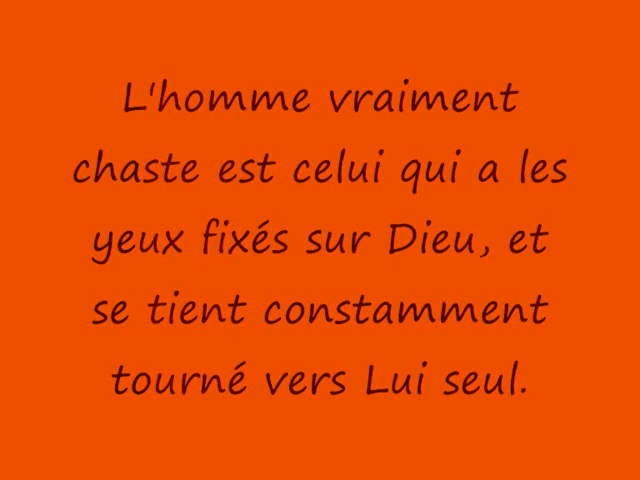 L'homme vraiment
chaste est celui qui a les
yeux fixés sur Dieu, et
se tient constamment
tourné vers Lui seul.